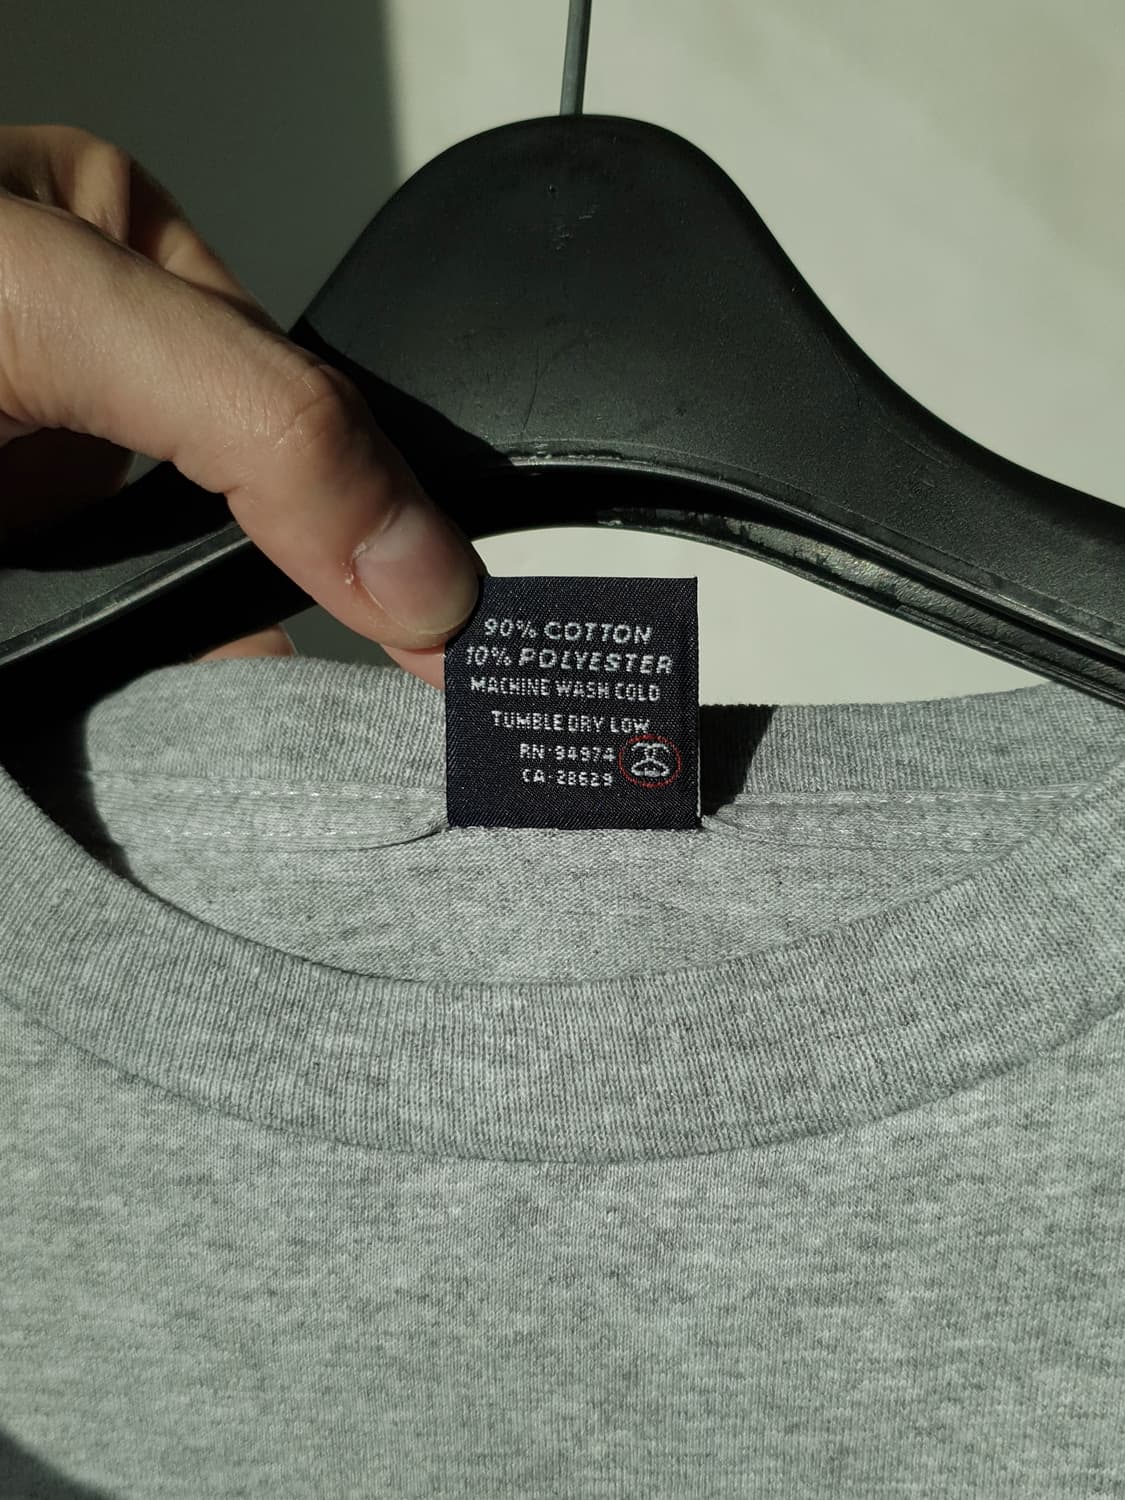 90% COTTON
10% POLYESTER
MACHINE WASH COLD
TUMBLE DRY LOW
RN: 94974
CA: 28629